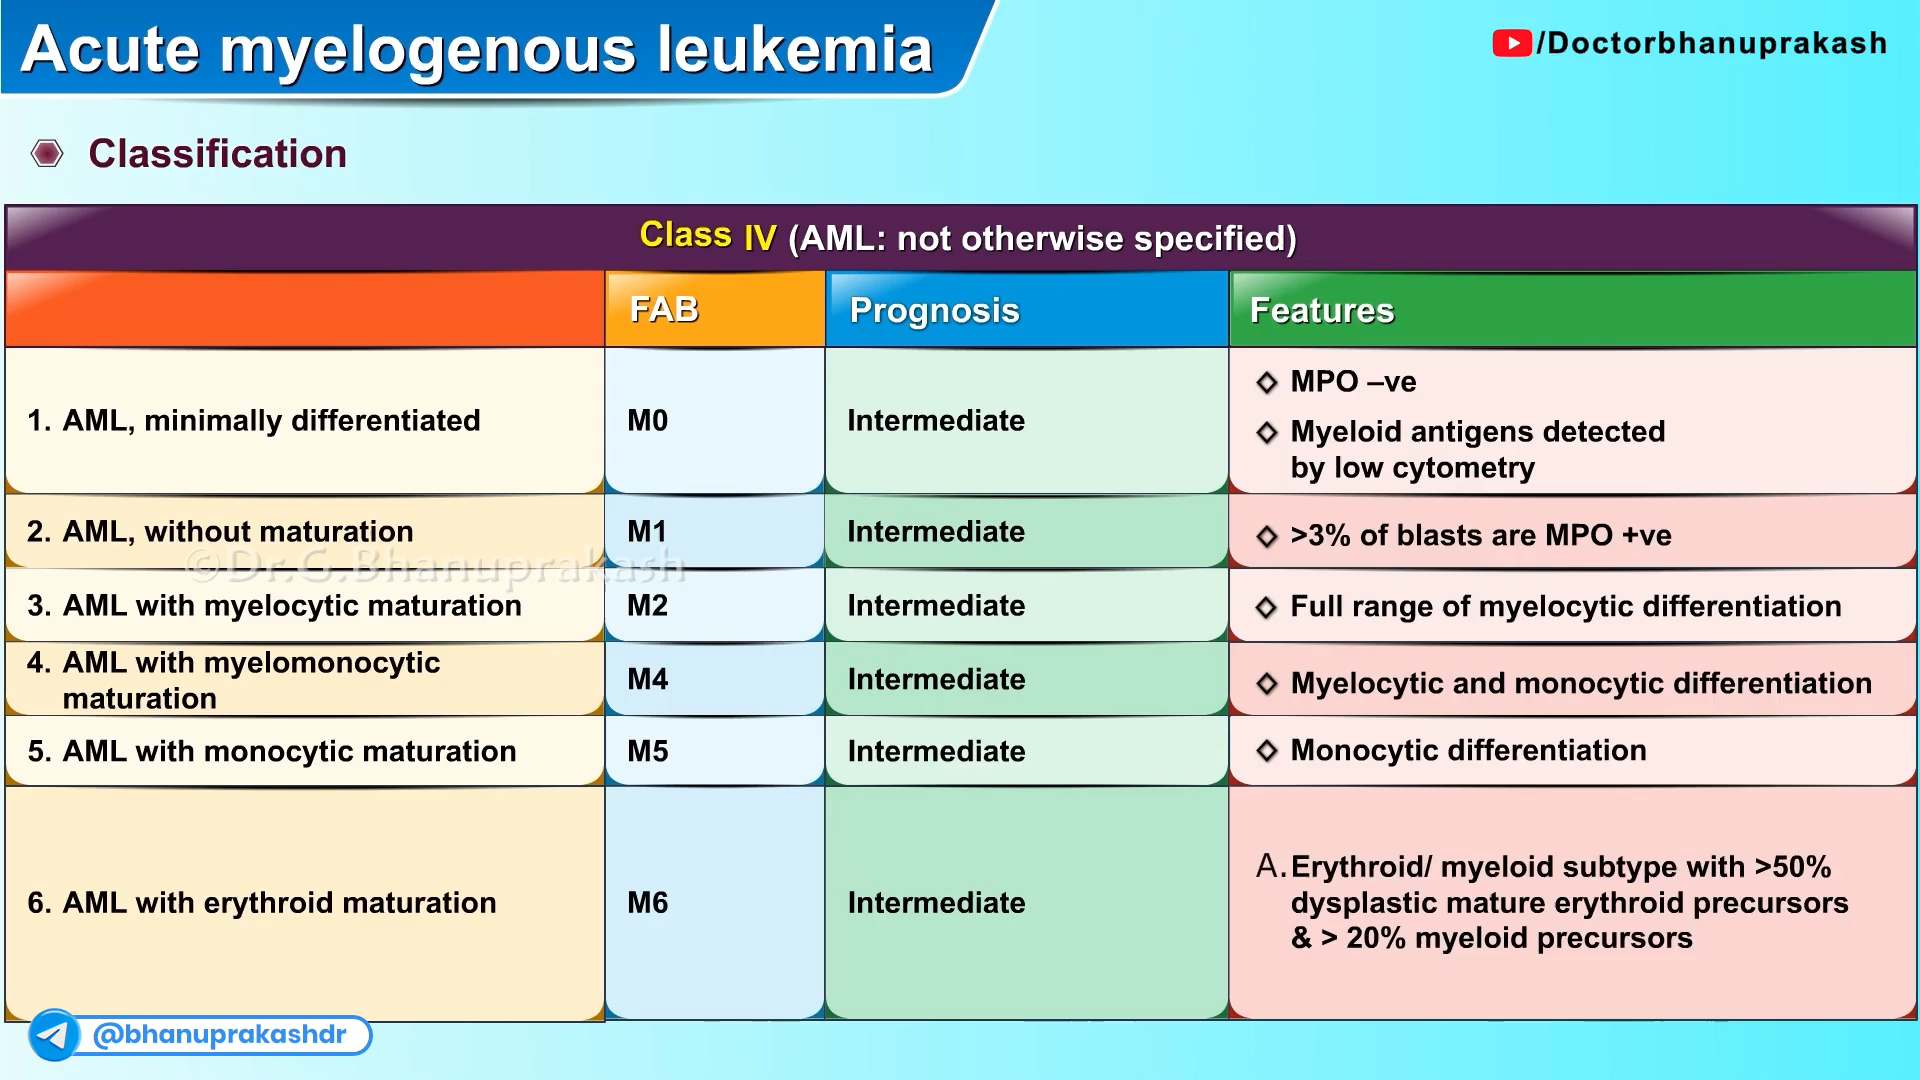 Acute myelogenous leukemia
/Doctorbhanuprakash
Classification
Class IV (AML: not otherwise specified)
FAB
Prognosis
Features
1. AML, minimally differentiated
M0
Intermediate
MPO –ve
Myeloid antigens detected
by low cytometry
2. AML, without maturation
M1
Intermediate
>3% of blasts are MPO +ve
©Dr.G.Bhanuprakash
3. AML with myelocytic maturation
M2
Intermediate
Full range of myelocytic differentiation
4. AML with myelomonocytic
maturation
M4
Intermediate
Myelocytic and monocytic differentiation
5. AML with monocytic maturation
M5
Intermediate
Monocytic differentiation
6. AML with erythroid maturation
M6
Intermediate
A. Erythroid/ myeloid subtype with >50%
dysplastic mature erythroid precursors
& > 20% myeloid precursors
@bhanuprakashdr